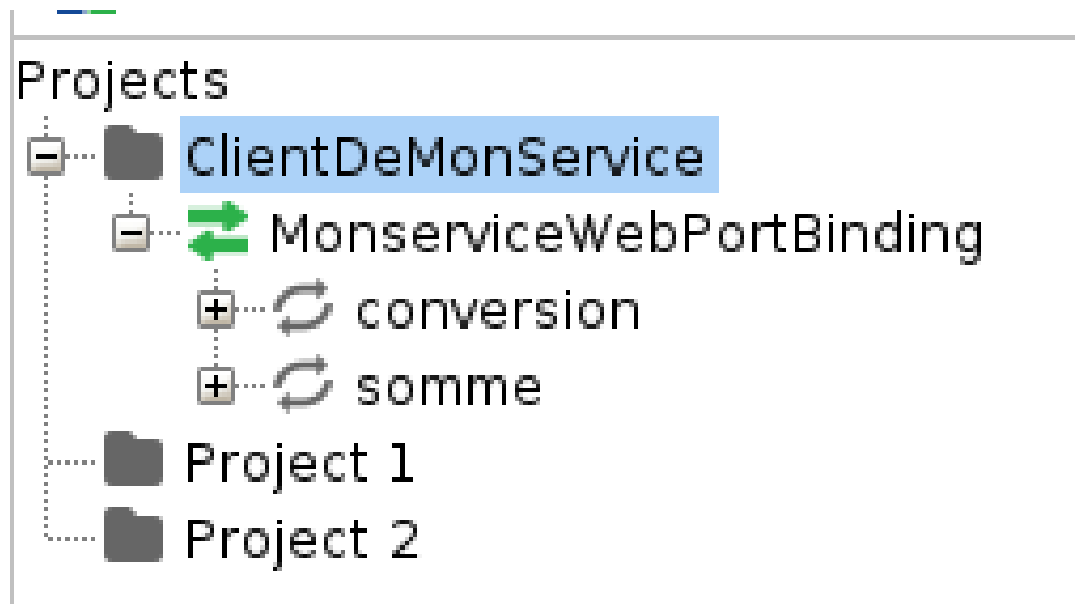 Projects
ClientDeMonService
MonserviceWebPortBinding
conversion
somme
Project 1
Project 2